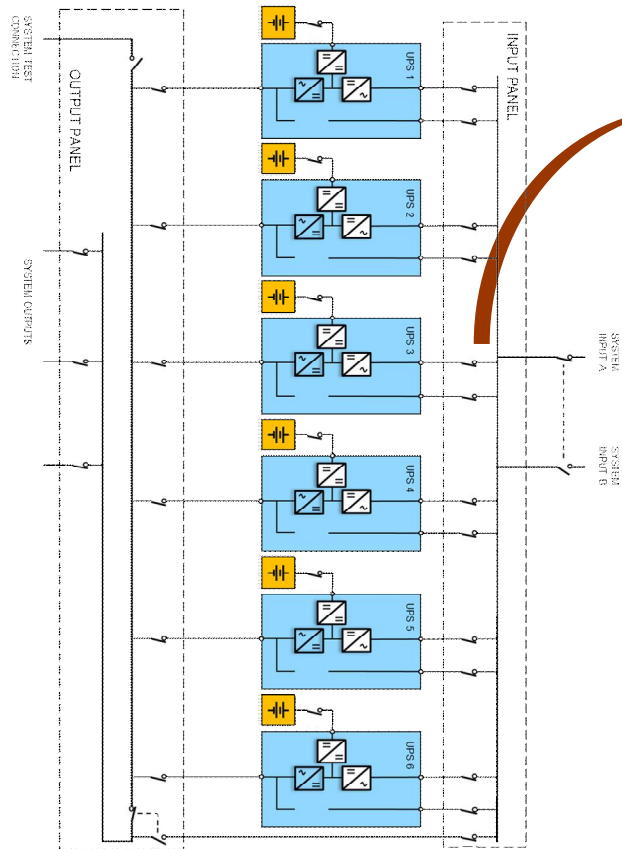 SYSTEM TEST
CONNECTION
OUTPUT PANEL
SYSTEM OUTPUTS
UPS 1
UPS 2
UPS 3
UPS 4
UPS 5
UPS 6
INPUT PANEL
SYSTEM
INPUT A
SYSTEM
INPUT B